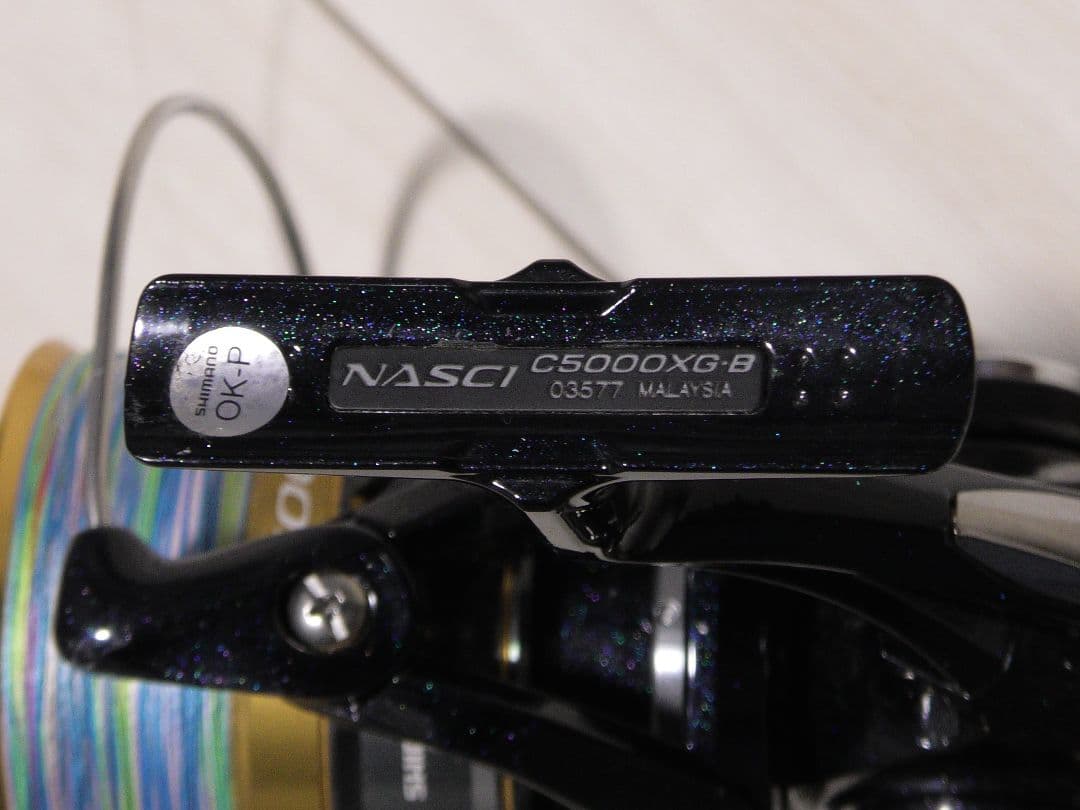 SHIMANO
OK-P
NASCI C5000XG-B
03577 MALAYSIA